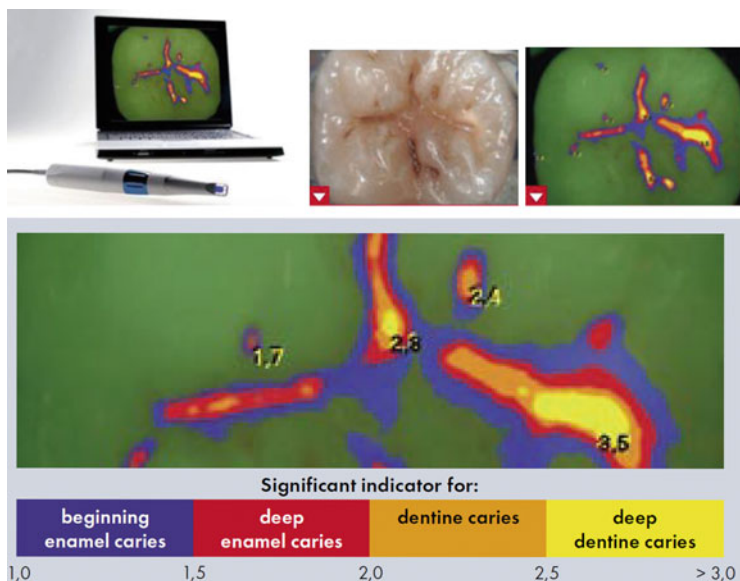 2,4
1,7
2,8
3,5
Significant indicator for:
beginning
enamel caries
deep
enamel caries
dentine caries
deep
dentine caries
1,0
1,5
2,0
2,5
> 3,0